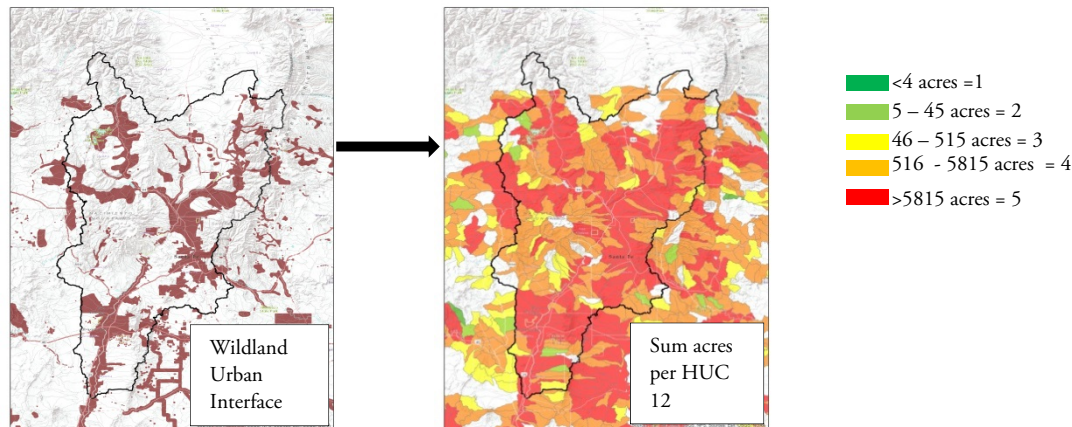 Wildland
Urban
Interface
Sum acres
per HUC
12
<4 acres =1
5 – 45 acres = 2
46 – 515 acres = 3
516 - 5815 acres = 4
>5815 acres = 5